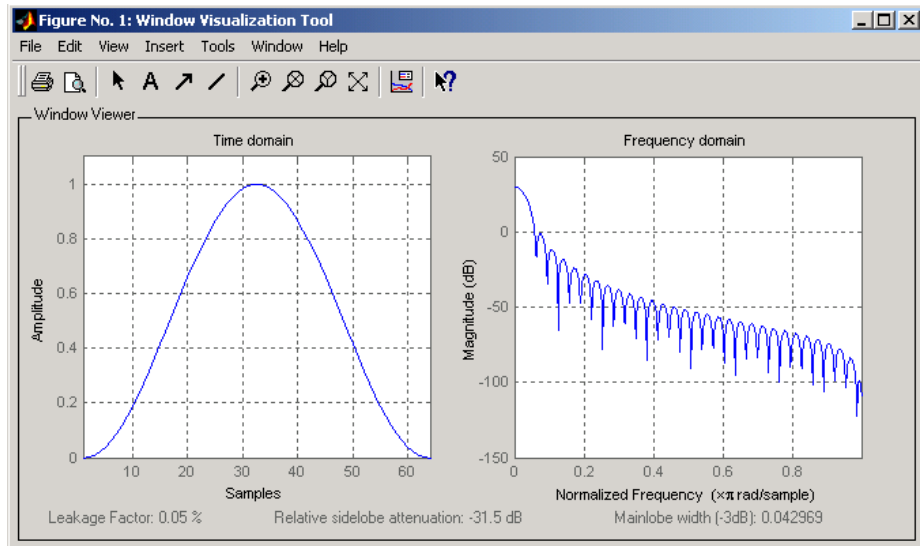 Figure No. 1: Window Visualization Tool
File Edit View Insert Tools Window Help
A
?
Window Viewer
Time domain
Amplitude
1
0.8
0.6
0.4
0.2
0
10 20 30 40 50 60
Samples
Frequency domain
Magnitude (dB)
50
0
-50
-100
-150
0 0.2 0.4 0.6 0.8
Normalized Frequency (×π rad/sample)
Leakage Factor: 0.05 % Relative sidelobe attenuation: -31.5 dB Mainlobe width (-3dB): 0.042969